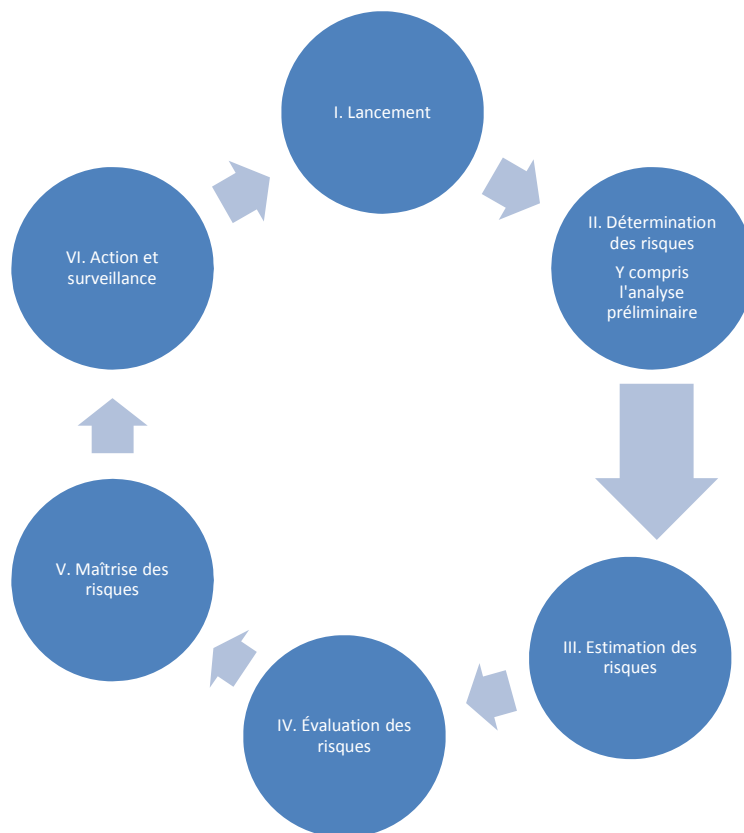 I. Lancement
II. Détermination
des risques
Y compris
l'analyse
préliminaire
III. Estimation des
risques
IV. Évaluation des
risques
V. Maîtrise des
risques
VI. Action et
surveillance